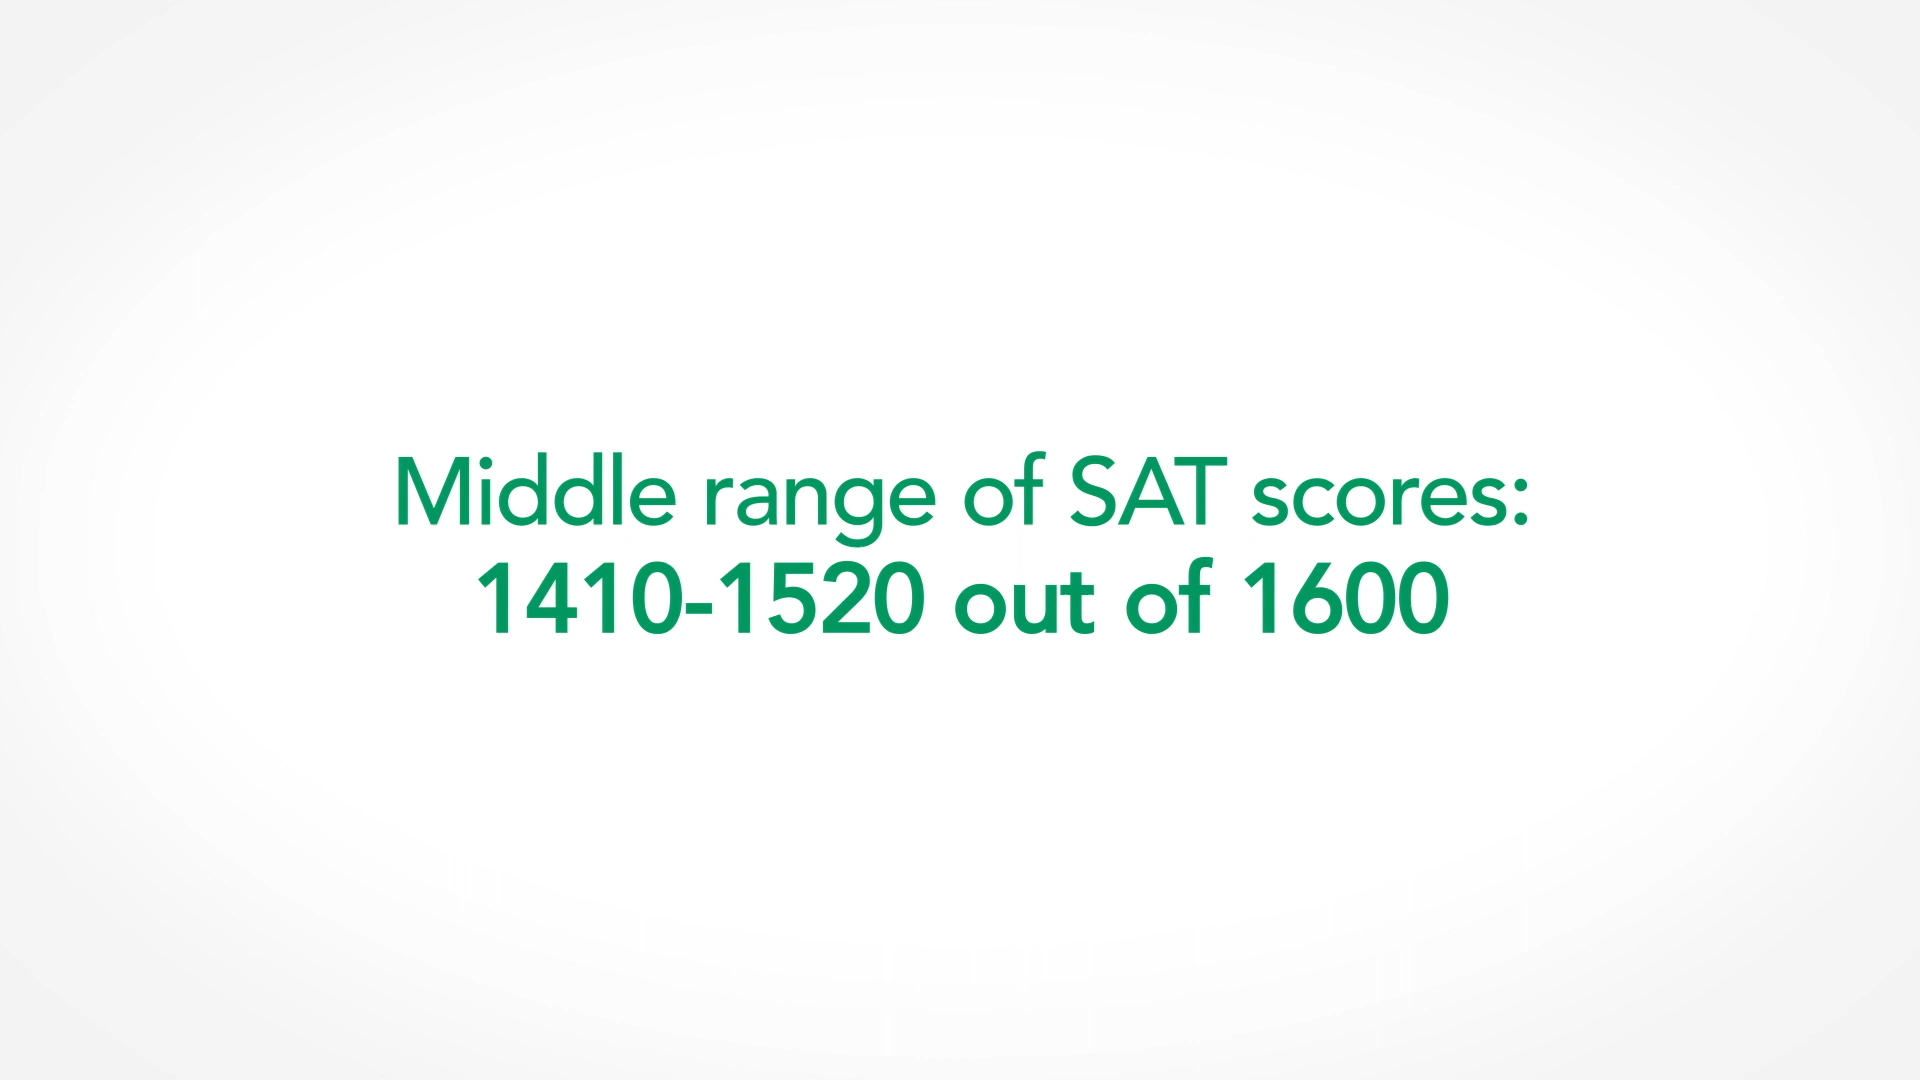 Middle range of SAT scores:
1410-1520 out of 1600